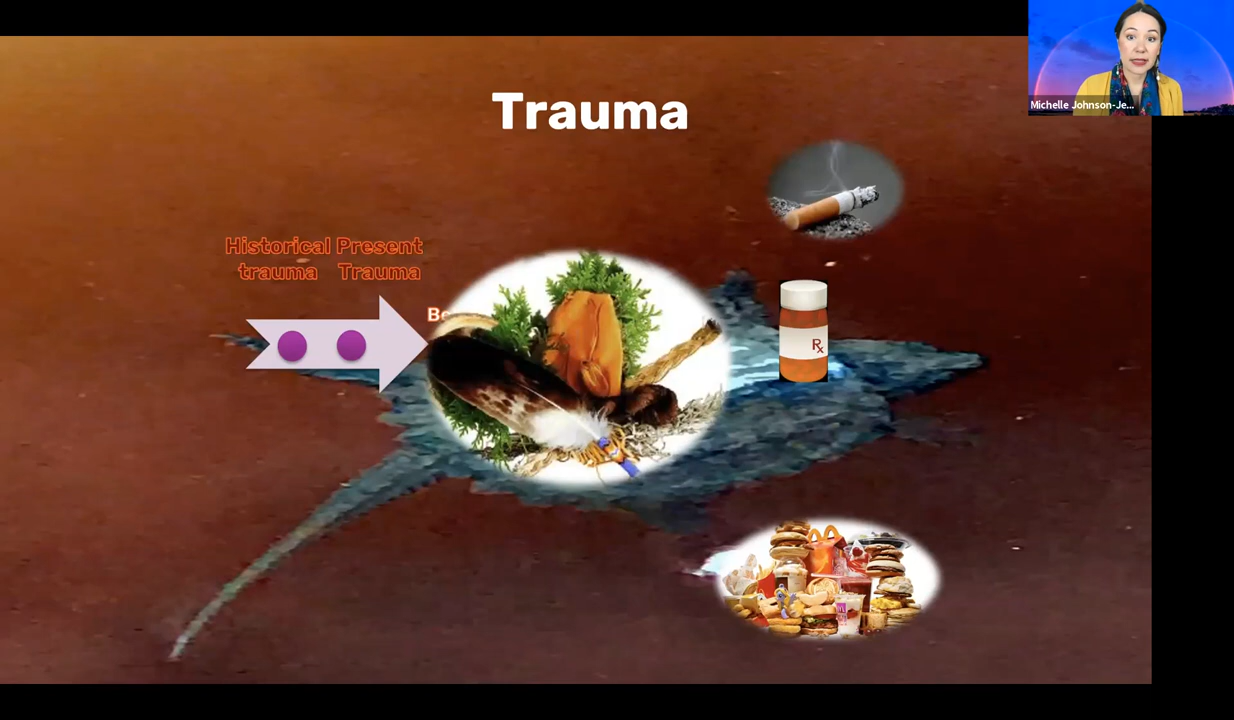 Michelle Johnson-Je...
Trauma
Historical Present
trauma Trauma
Rx